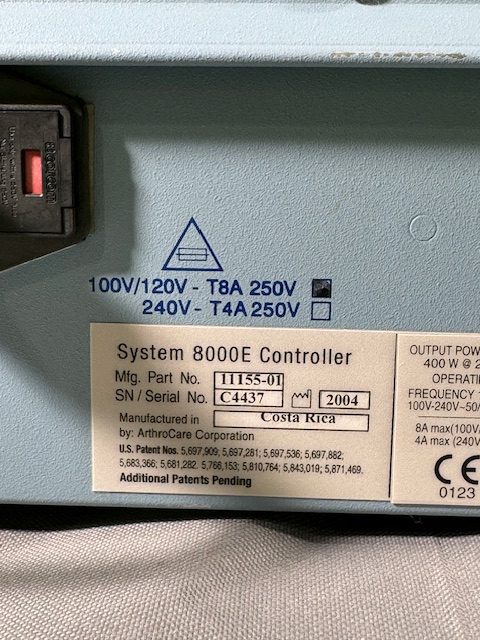 100V/120V - T8A 250V
240V - T4A 250V
System 8000E Controller
Mfg. Part No. 11155-01
SN / Serial No. C4437 2004
Manufactured in Costa Rica
by: ArthroCare Corporation
U.S. Patent Nos. 5,697,909; 5,697,281; 5,697,536; 5,697,882;
5,683,366; 5,681,282. 5,766,153; 5,810,764; 5,843,019; 5,871,469.
Additional Patents Pending
OUTPUT POW
400 W @ 2
OPERATI
FREQUENCY
100V-240V~50/
8A max(100V/
4A max (240V
CE
0123